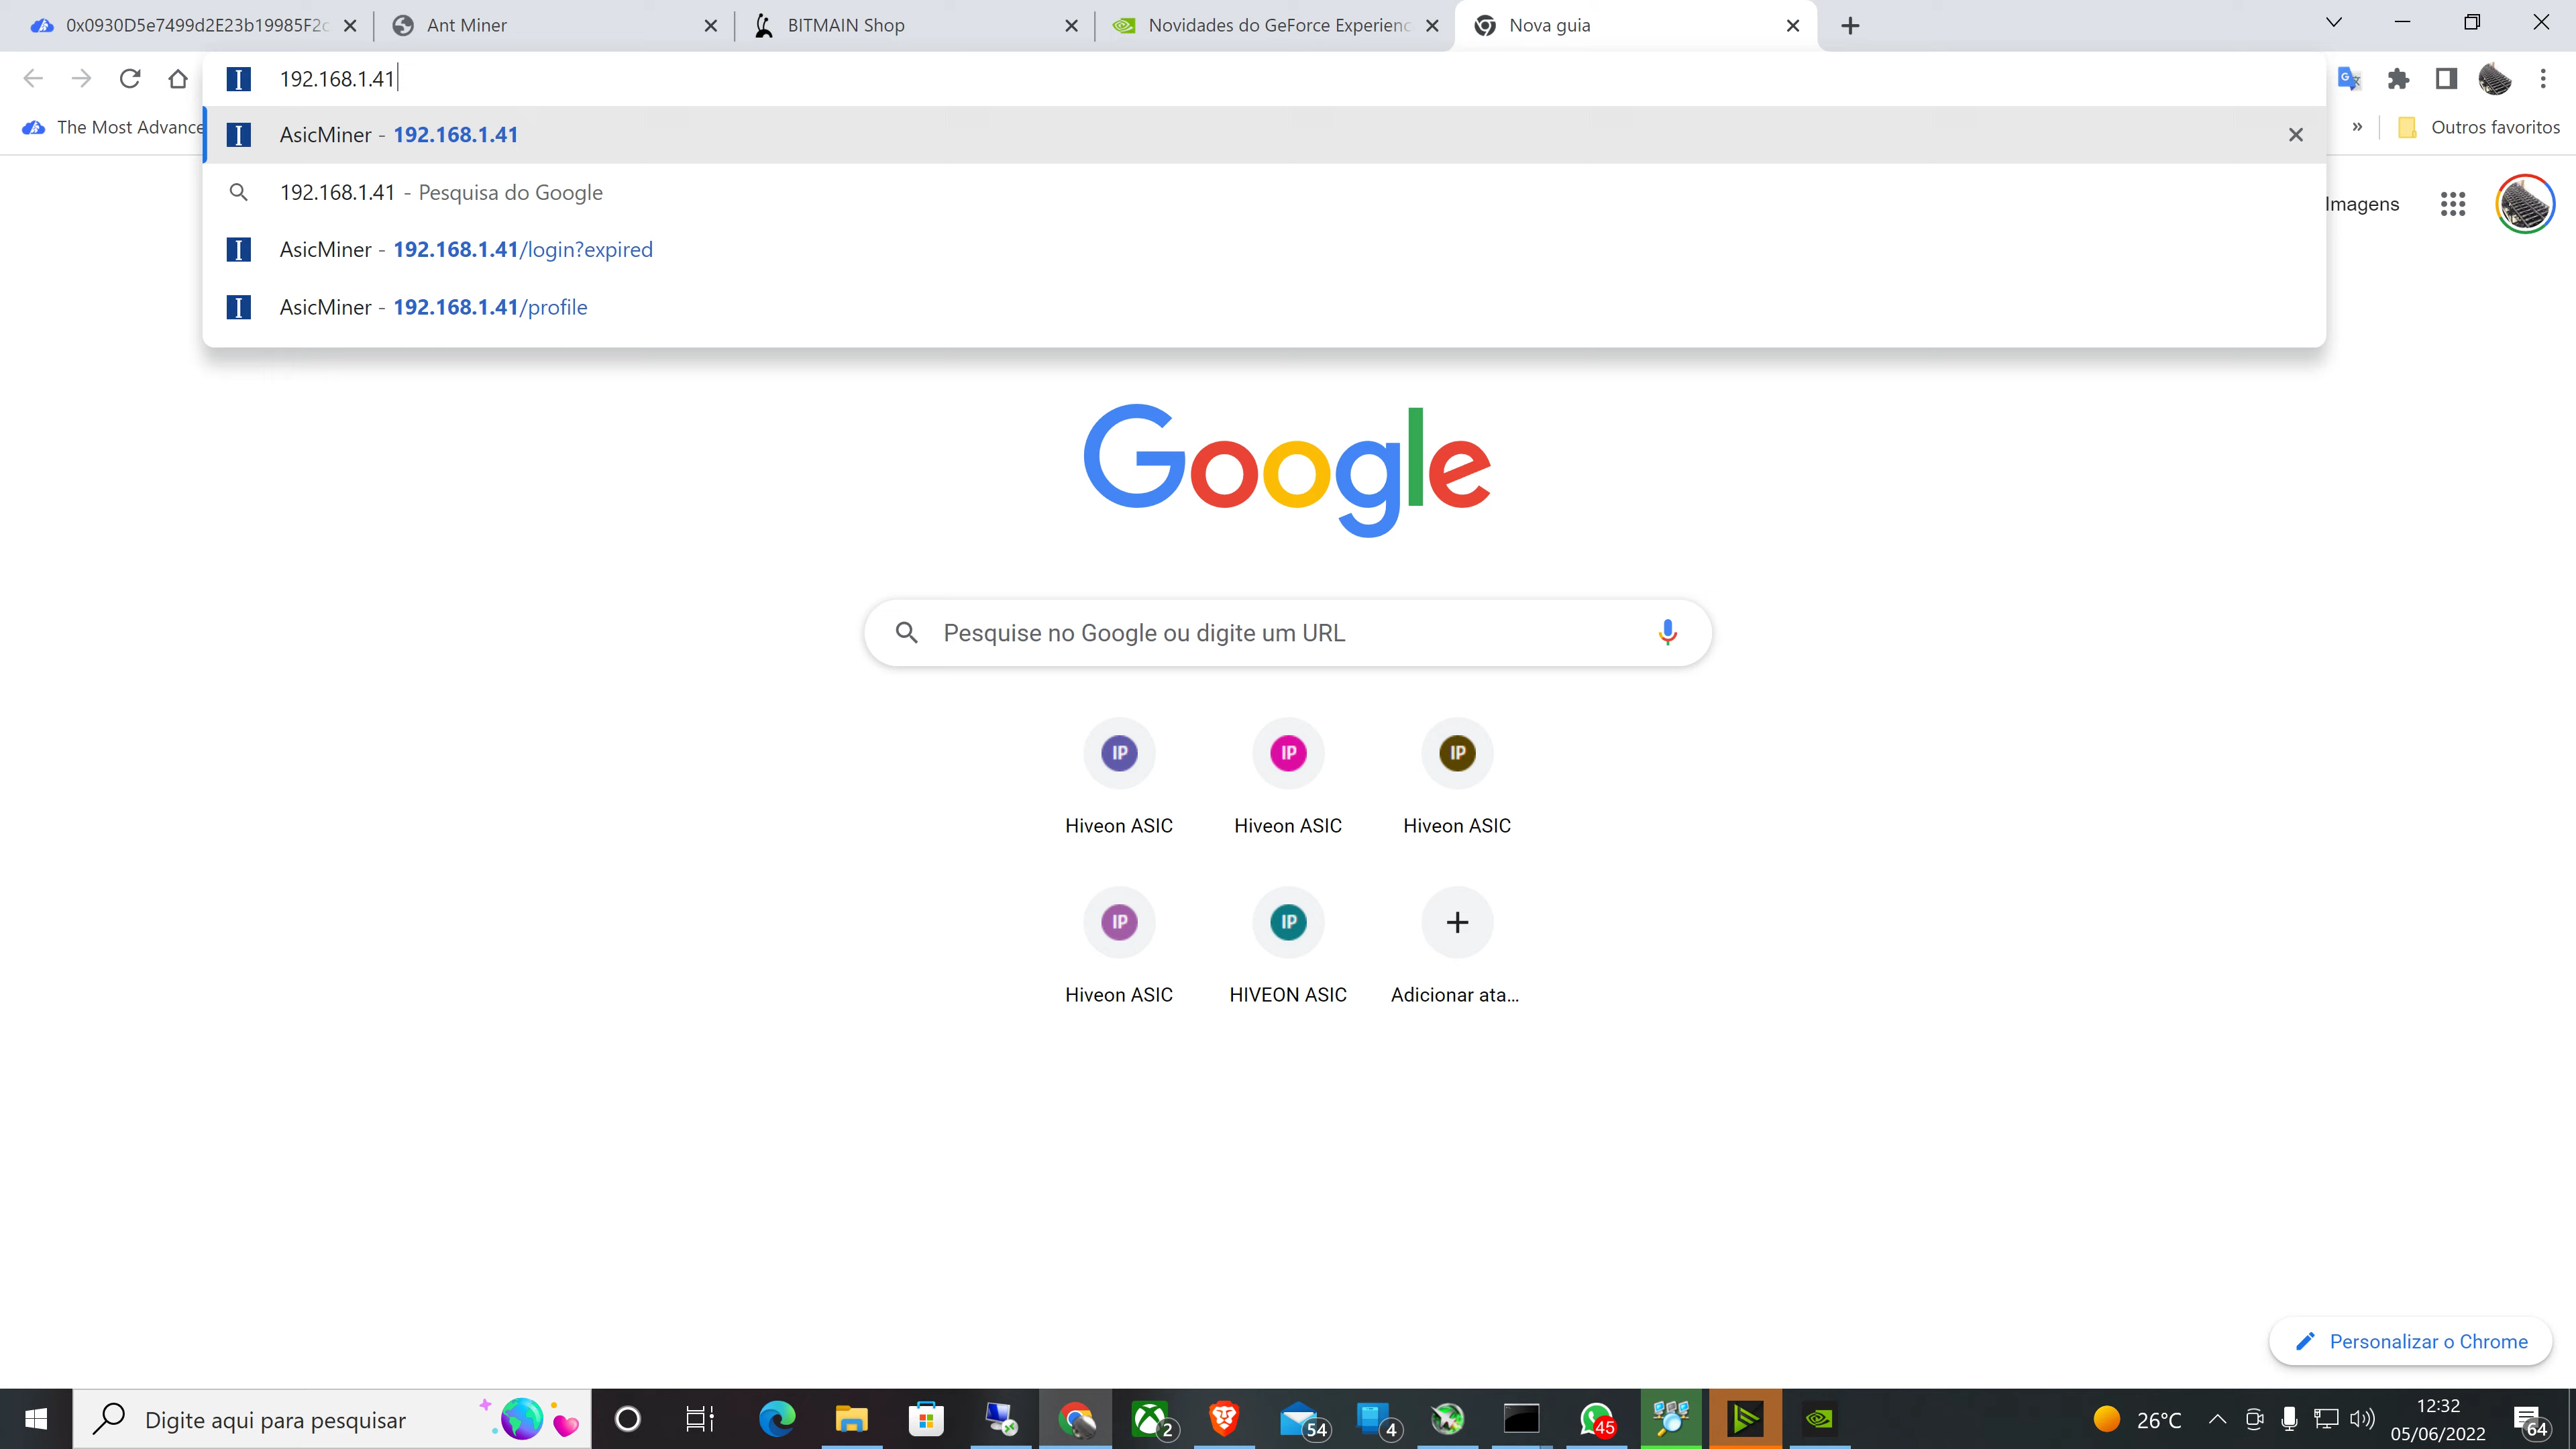 0x0930D5e7499d2E23b19985F2c
Ant Miner
BITMAIN Shop
Novidades do GeForce Experienc
Nova guia
192.168.1.41
The Most Advance
AsicMiner - 192.168.1.41
» Outros favoritos
192.168.1.41 - Pesquisa do Google
Imagens
AsicMiner - 192.168.1.41/login?expired
AsicMiner - 192.168.1.41/profile
Google
Pesquise no Google ou digite um URL
IP IP IP
Hiveon ASIC Hiveon ASIC Hiveon ASIC
IP IP
Hiveon ASIC HIVEON ASIC Adicionar ata...
Personalizar o Chrome
Digite aqui para pesquisar
2
54
4
45
26°C
12:32
05/06/2022
64